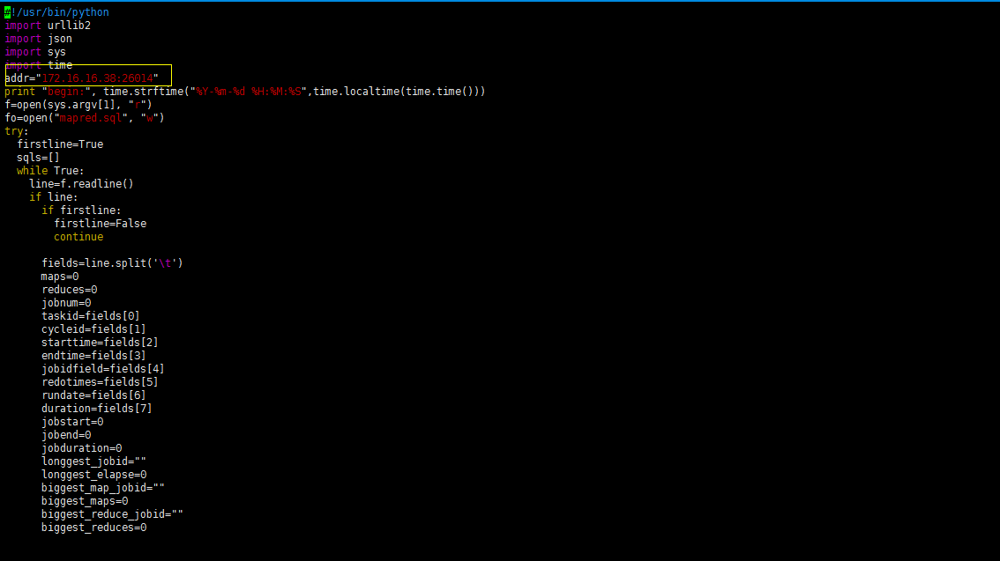 #!/usr/bin/python
import urllib2
import json
import sys
import time
addr="172.16.16.38:26014"
print "begin:", time.strftime("%Y-%m-%d %H:%M:%S",time.localtime(time.time()))
f=open(sys.argv[1], "r")
fo=open("mapred.sql", "w")
try:
  firstline=True
  sqls=[]
  while True:
    line=f.readline()
    if line:
      if firstline:
        firstline=False
        continue

      fields=line.split('\t')
      maps=0
      reduces=0
      jobnum=0
      taskid=fields[0]
      cycleid=fields[1]
      starttime=fields[2]
      endtime=fields[3]
      jobidfield=fields[4]
      redotimes=fields[5]
      rundate=fields[6]
      duration=fields[7]
      jobstart=0
      jobend=0
      jobduration=0
      longgest_jobid=""
      longgest_elapse=0
      biggest_map_jobid=""
      biggest_maps=0
      biggest_reduce_jobid=""
      biggest_reduces=0